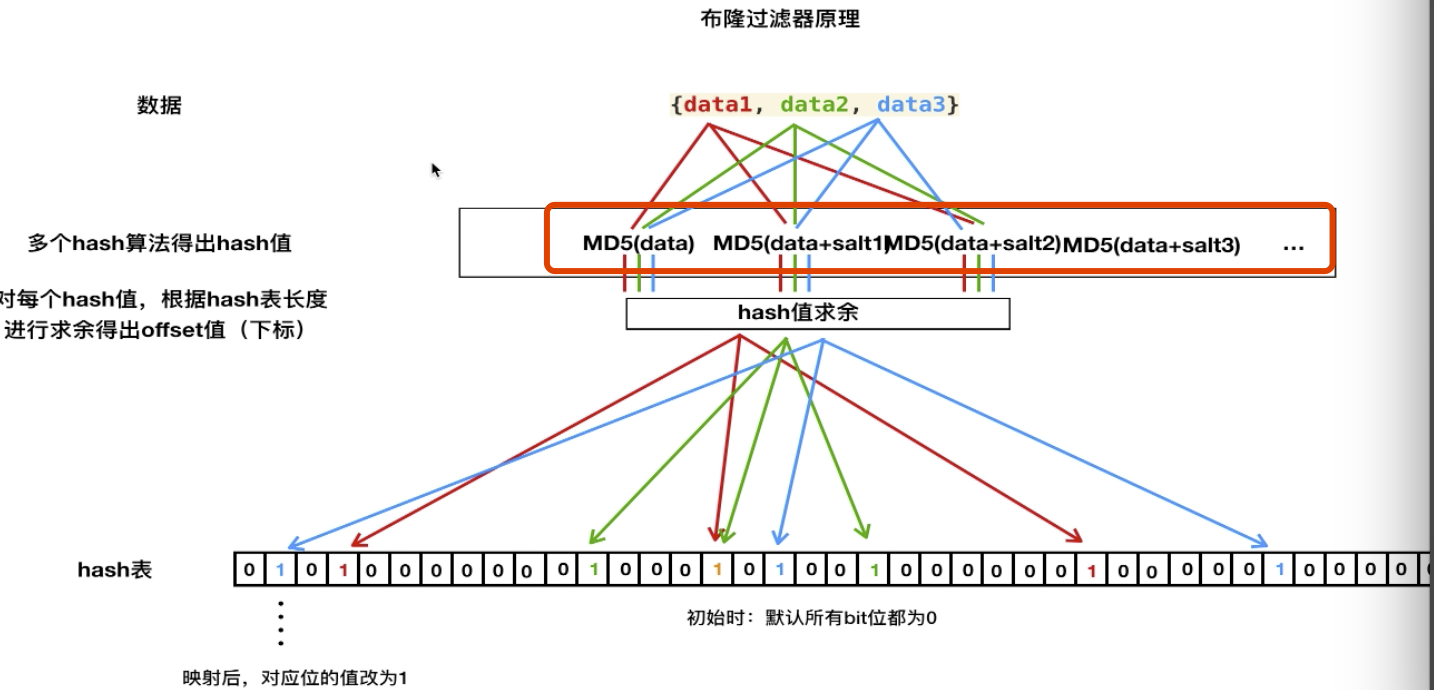 布隆过滤器原理
数据
{data1, data2, data3}
多个hash算法得出hash值
MD5(data) MD5(data+salt1) MD5(data+salt2) MD5(data+salt3) ...
对每个hash值，根据hash表长度
进行求余得出offset值（下标）
hash值求余
hash表
0 1 0 1 0 0 0 0 0 0 0 1 0 0 0 1 0 1 0 0 1 0 0 0 0 0 0 1 0 0 0 0 0 1 0 0 0 0
初始时：默认所有bit位都为0
映射后，对应位的值改为1